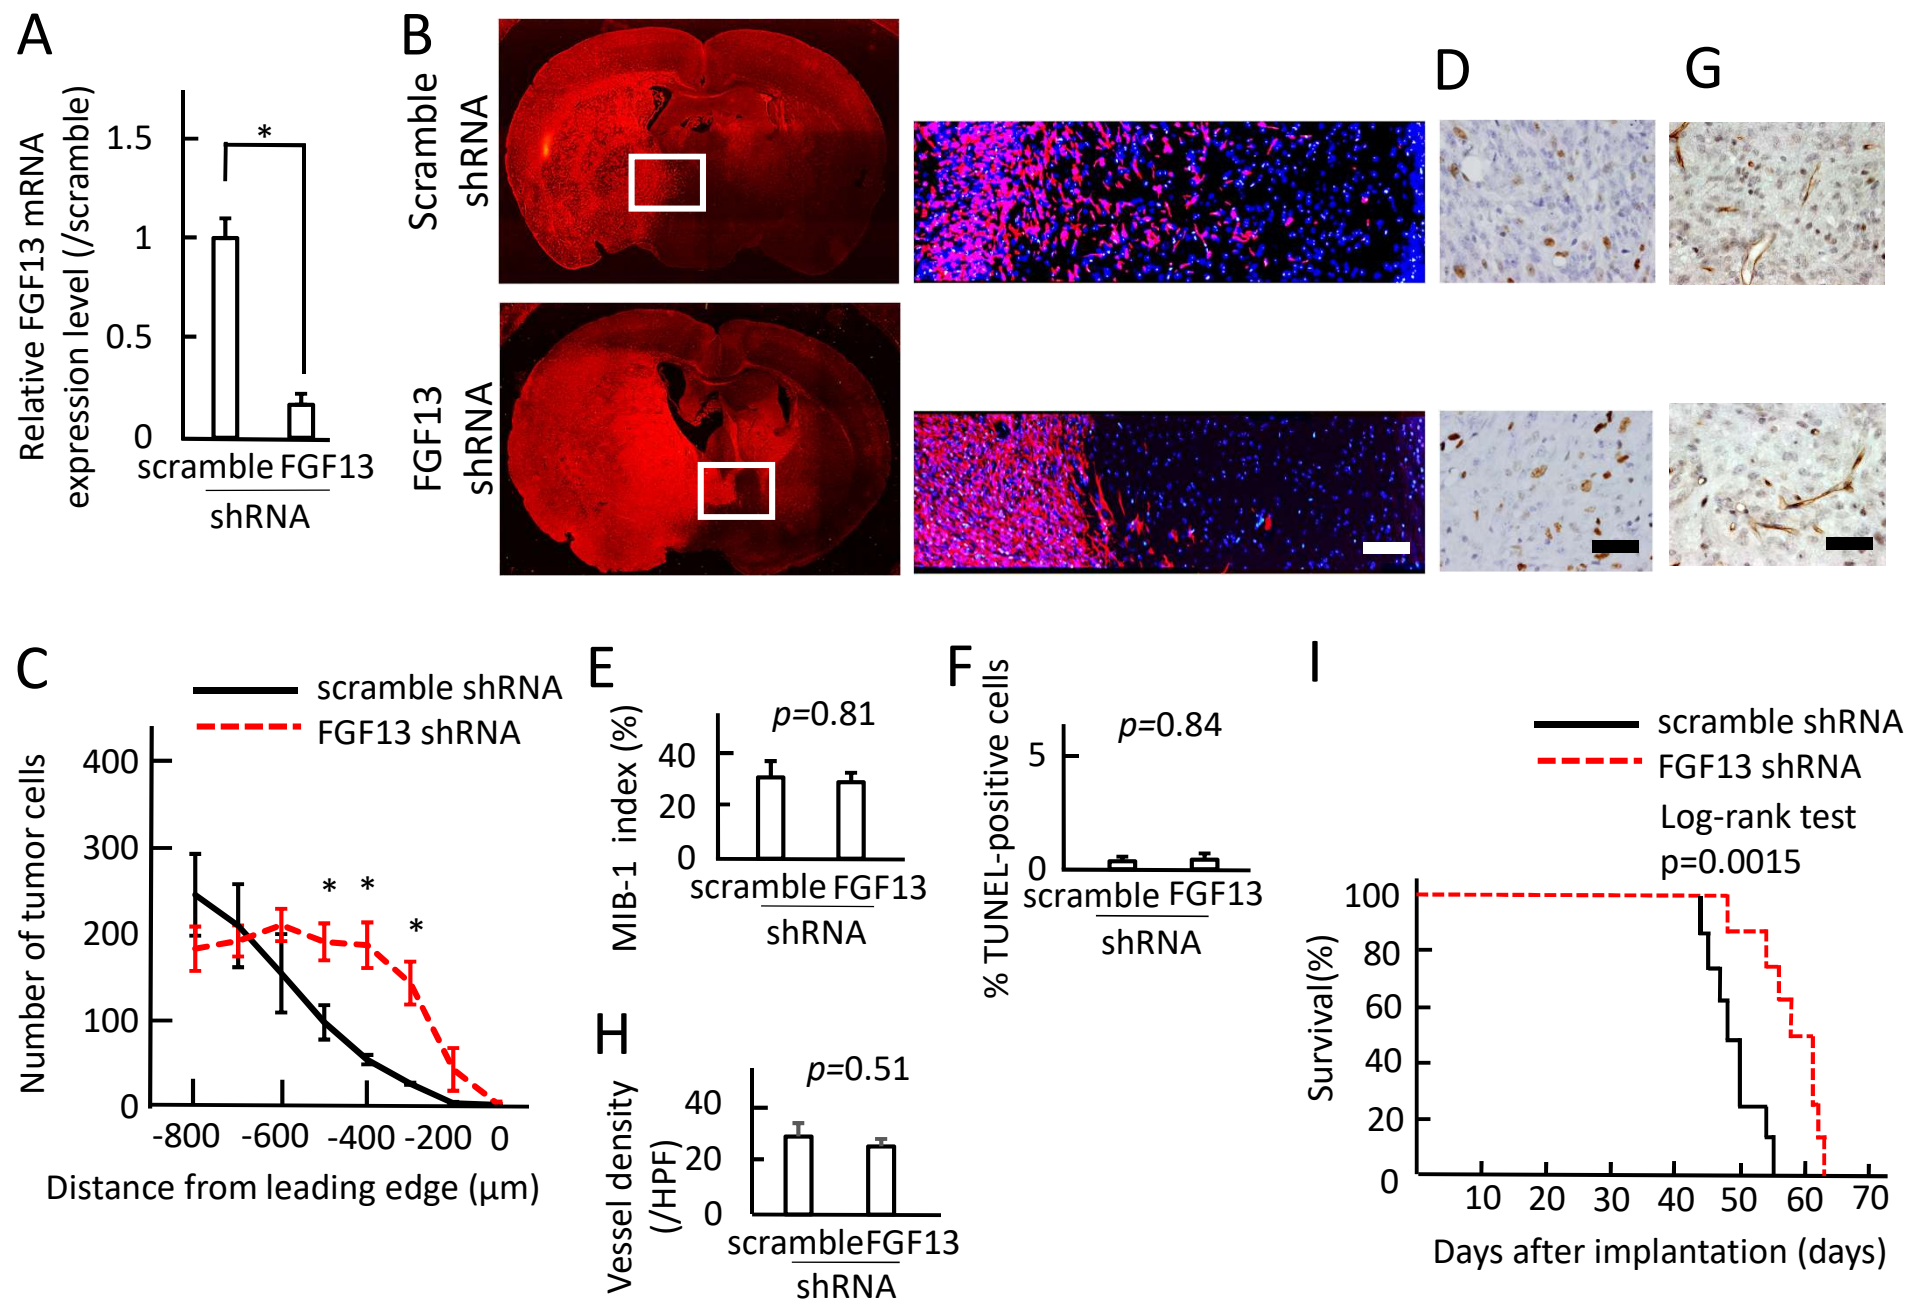 A
Relative FGF13 mRNA
expression level (/scramble)
1.5
1
0.5
0
*
scramble FGF13
shRNA
B
Scramble
shRNA
FGF13
shRNA
D
G
C
scramble shRNA
FGF13 shRNA
Number of tumor cells
400
300
200
100
0
* *
*
-800 -600 -400 -200 0
Distance from leading edge (µm)
E
MIB-1 index (%)
p=0.81
40
20
0
scramble FGF13
shRNA
F
% TUNEL-positive cells
p=0.84
5
0
scramble FGF13
shRNA
H
Vessel density
(/HPF)
p=0.51
40
20
0
scrambleFGF13
shRNA
I
scramble shRNA
FGF13 shRNA
Log-rank test
p=0.0015
Survival(%)
100
80
60
40
20
0
10 20 30 40 50 60 70
Days after implantation (days)